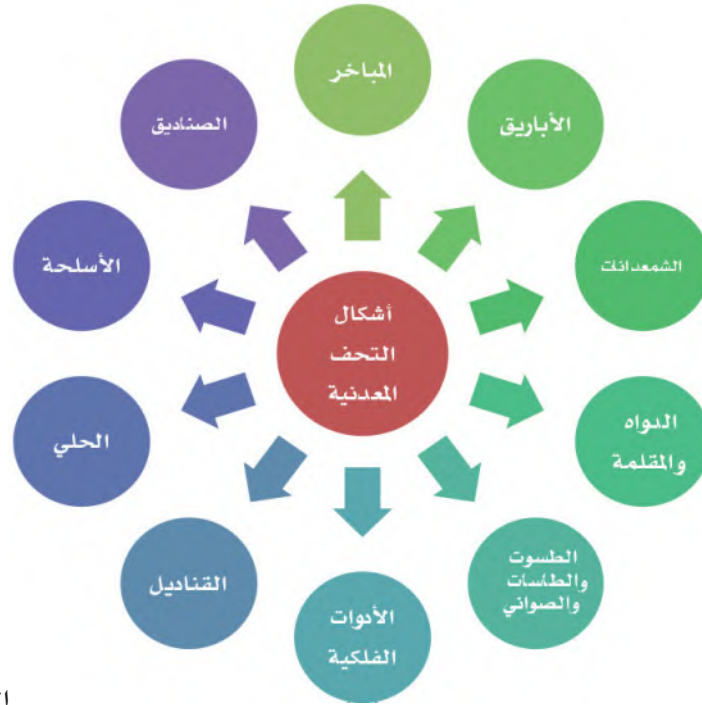 أشكال
التحف
المعدنية
المباخر
الأباريق
الشمعدانات
الدواه
والمقلمة
الطسوت
والطاسات
والصواني
الأدوات
الفلكية
القناديل
الحلي
الأسلحة
الصناديق